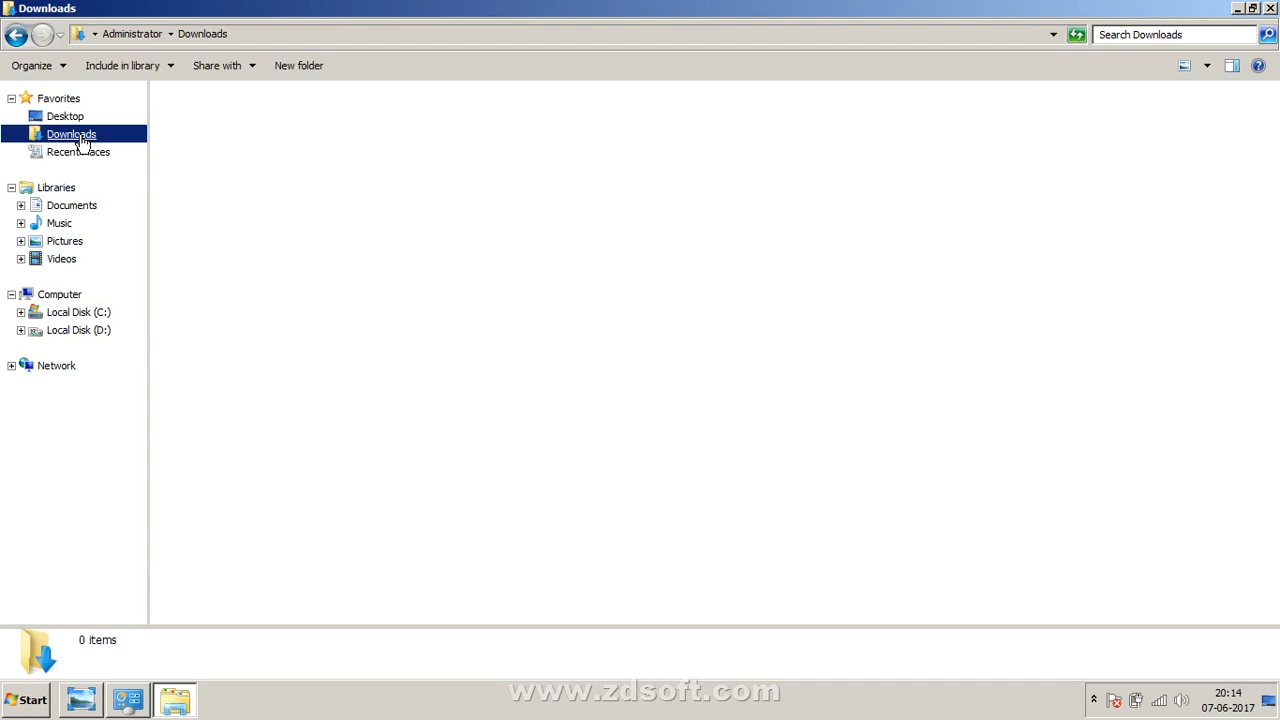 Downloads
Administrator Downloads
Search Downloads
Organize Include in library Share with New folder
Favorites
Desktop
Downloads
Recent
Libraries
Documents
Music
Pictures
Videos
Computer
Local Disk (C:)
Local Disk (D:)
Network
0 items
Start
www.zdsoft.com
20:14
07-06-2017